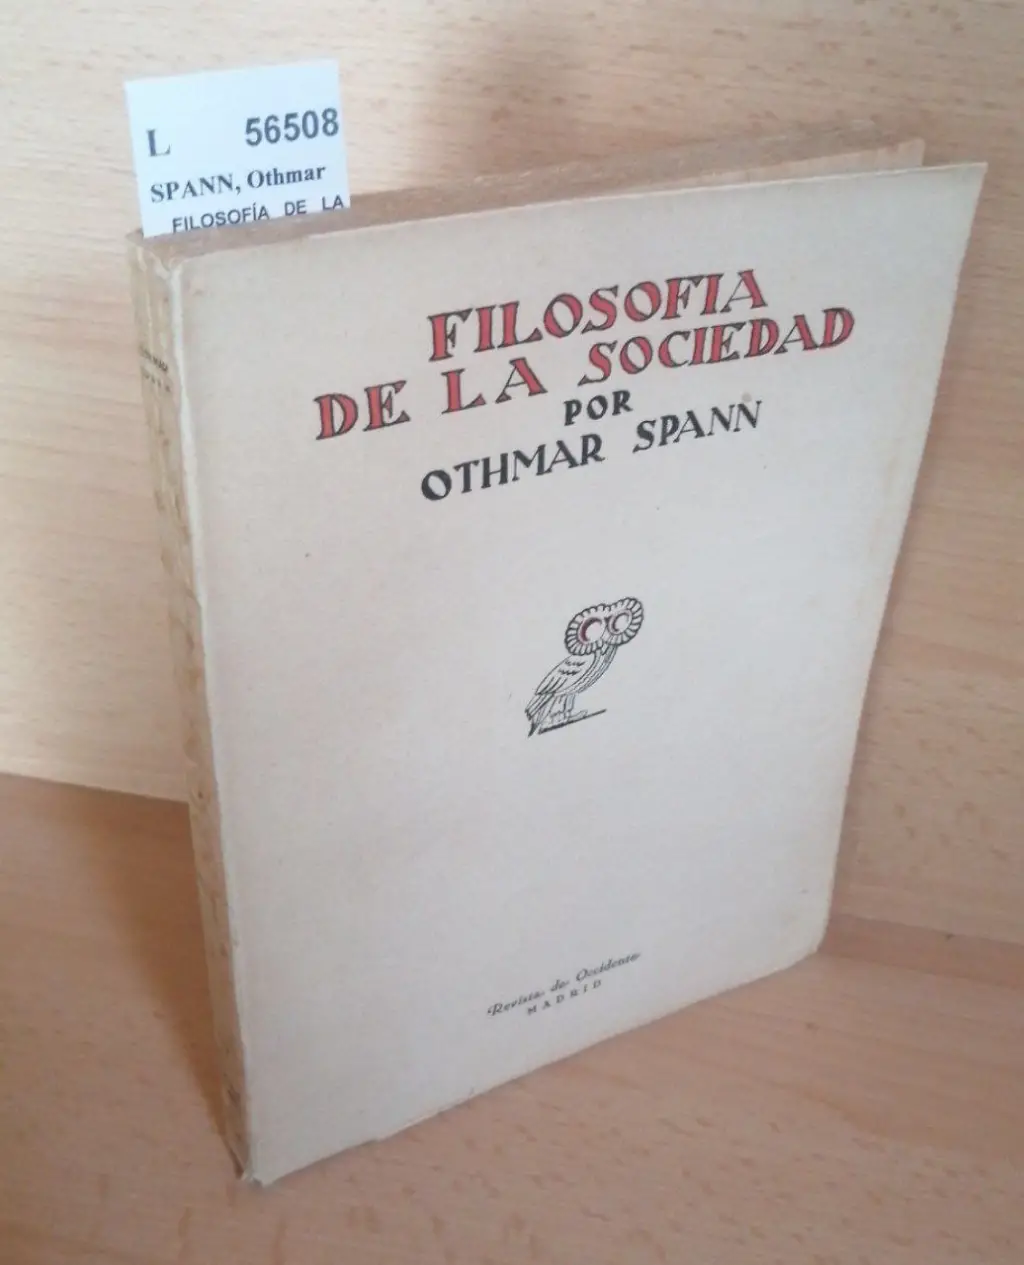 L 56508
SPANN, Othmar
FILOSOFÍA DE LA
FILOSOFIA
DE LA SOCIEDAD
POR
OTHMAR SPANN
Revista de Occidente
MADRID